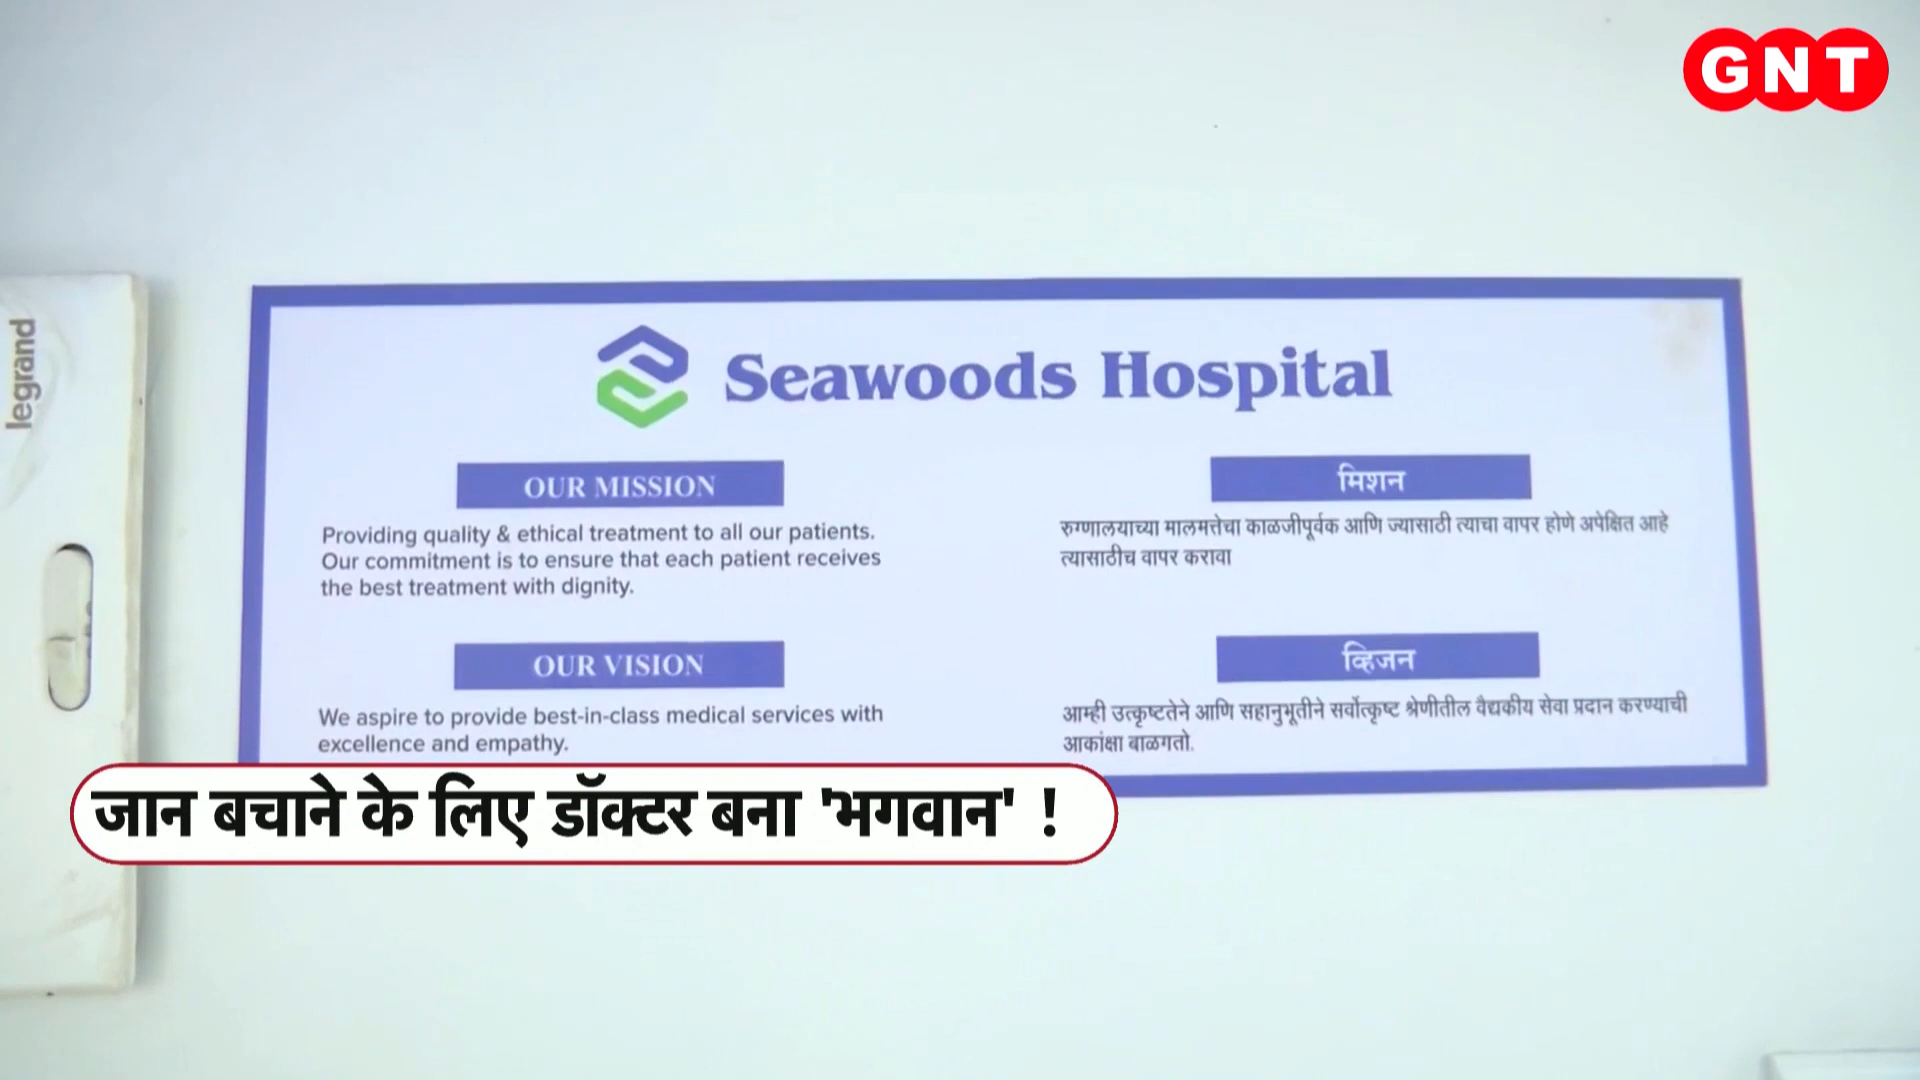 GNT
legrand
Seawoods Hospital
OUR MISSION
Providing quality & ethical treatment to all our patients.
Our commitment is to ensure that each patient receives
the best treatment with dignity.
मिशन
रुग्णालयाच्या मालमत्तेचा काळजीपूर्वक आणि ज्यासाठी त्याचा वापर होणे अपेक्षित आहे
त्यासाठीच वापर करावा
OUR VISION
We aspire to provide best-in-class medical services with
excellence and empathy.
व्हिजन
आम्ही उत्कृष्टतेने आणि सहानुभूतीने सर्वोत्कृष्ट श्रेणीतील वैद्यकीय सेवा प्रदान करण्याची
आकांक्षा बाळगतो.
जान बचाने के लिए डॉक्टर बना 'भगवान' !